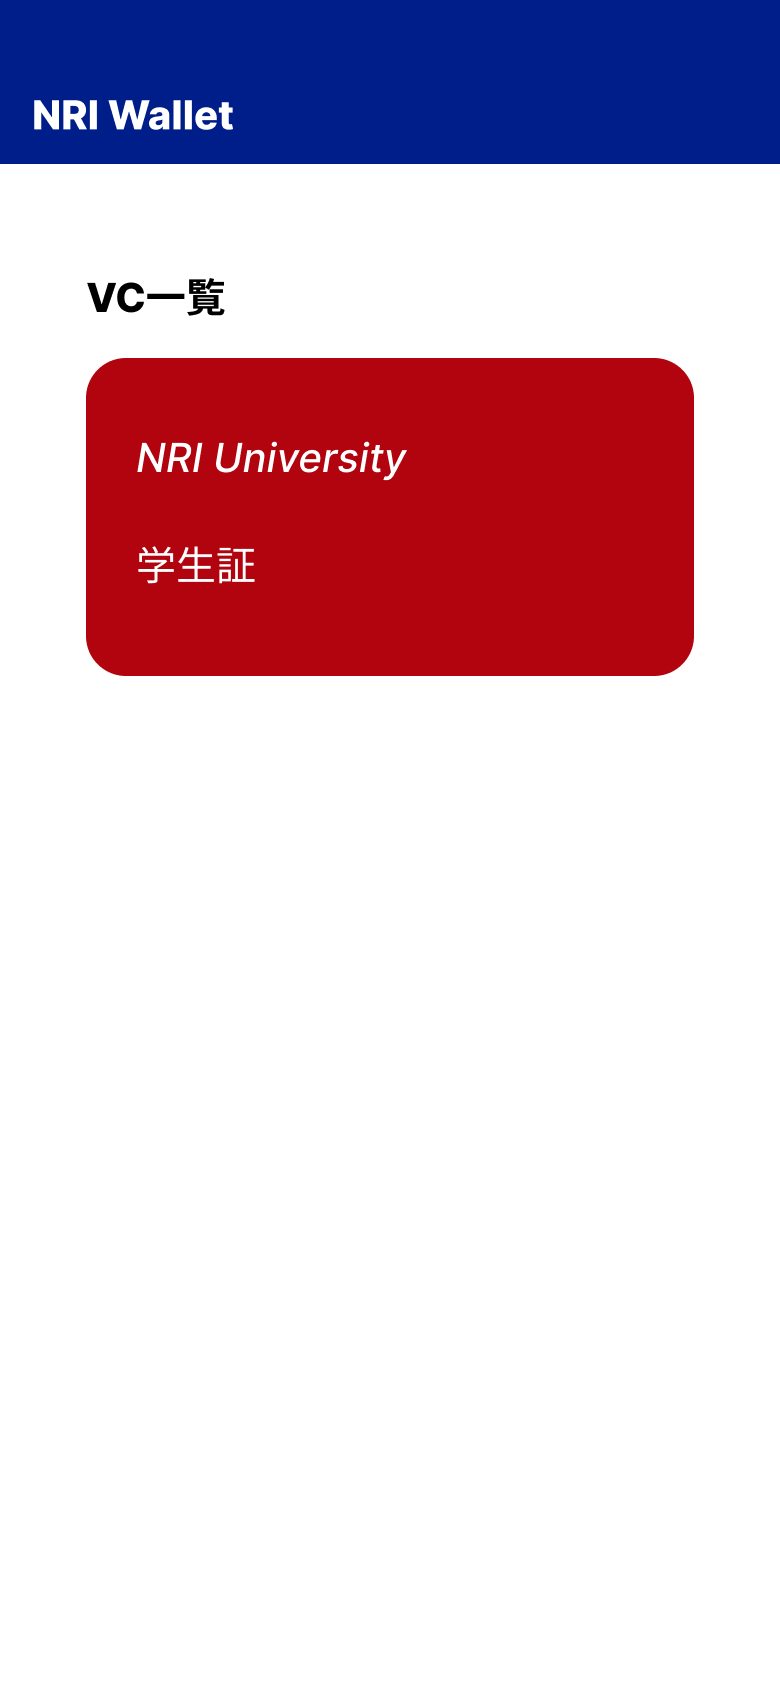 NRI Wallet
VC一覧
NRI University
学生証